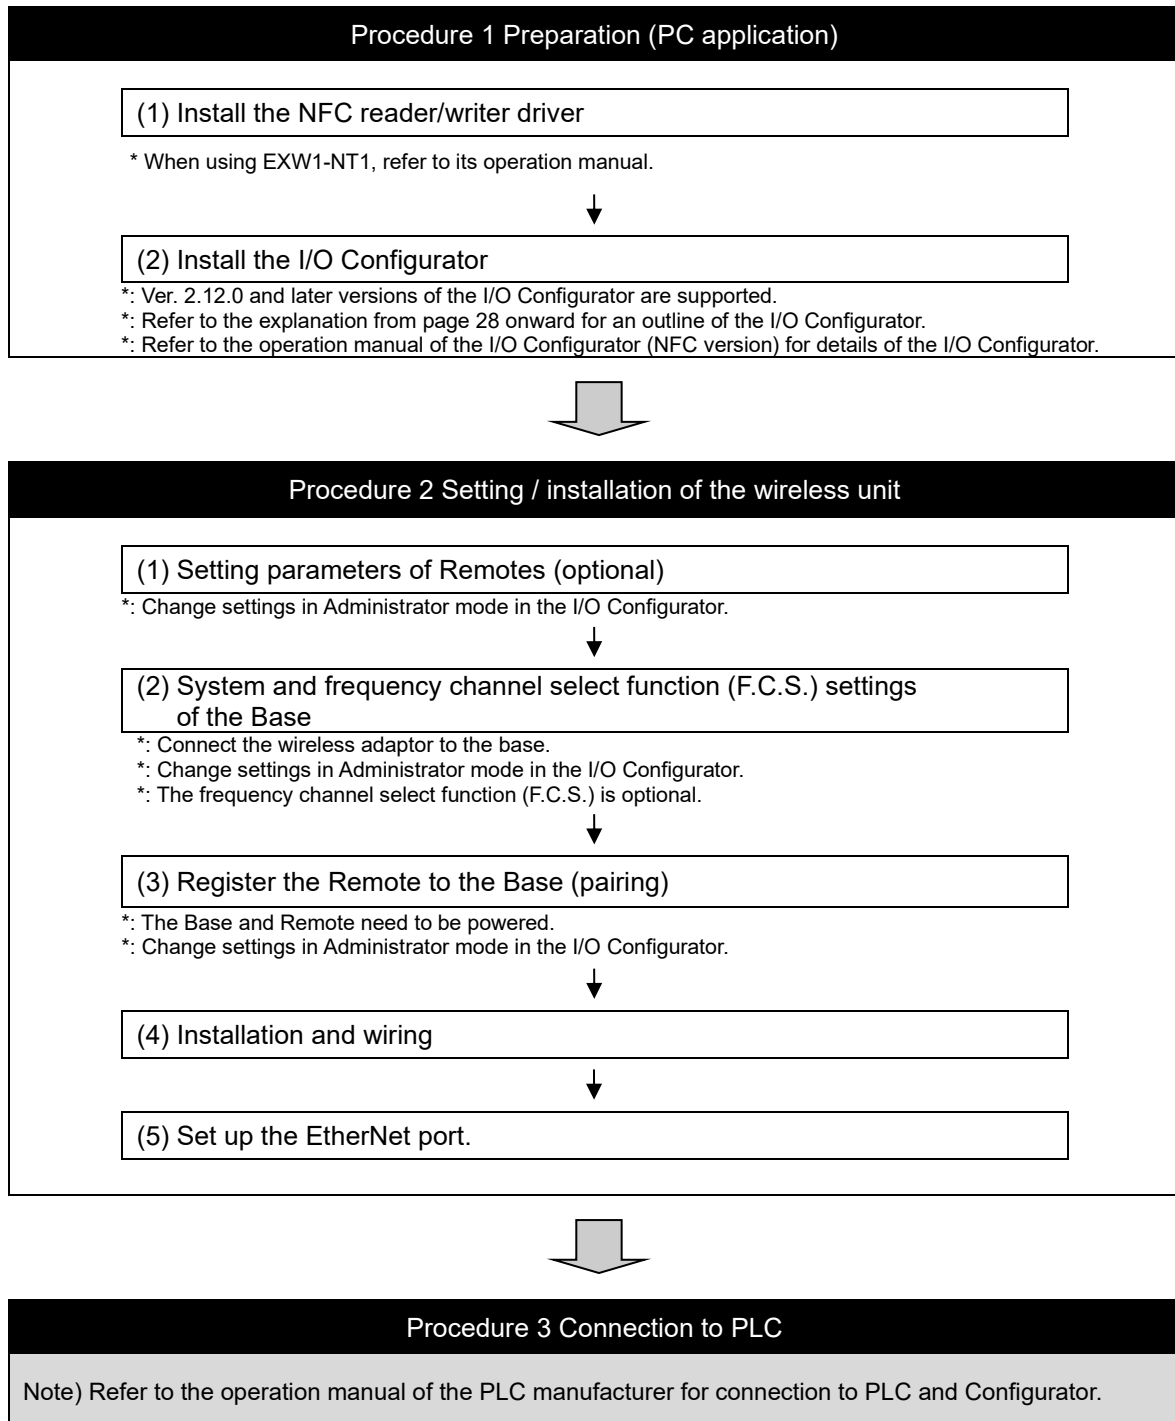 Procedure 1 Preparation (PC application)
(1) Install the NFC reader/writer driver
* When using EXW1-NT1, refer to its operation manual.
(2) Install the I/O Configurator
*: Ver. 2.12.0 and later versions of the I/O Configurator are supported.
*: Refer to the explanation from page 28 onward for an outline of the I/O Configurator.
*: Refer to the operation manual of the I/O Configurator (NFC version) for details of the I/O Configurator.
Procedure 2 Setting / installation of the wireless unit
(1) Setting parameters of Remotes (optional)
*: Change settings in Administrator mode in the I/O Configurator.
(2) System and frequency channel select function (F.C.S.) settings
of the Base
*: Connect the wireless adaptor to the base.
*: Change settings in Administrator mode in the I/O Configurator.
*: The frequency channel select function (F.C.S.) is optional.
(3) Register the Remote to the Base (pairing)
*: The Base and Remote need to be powered.
*: Change settings in Administrator mode in the I/O Configurator.
(4) Installation and wiring
(5) Set up the EtherNet port.
Procedure 3 Connection to PLC
Note) Refer to the operation manual of the PLC manufacturer for connection to PLC and Configurator.